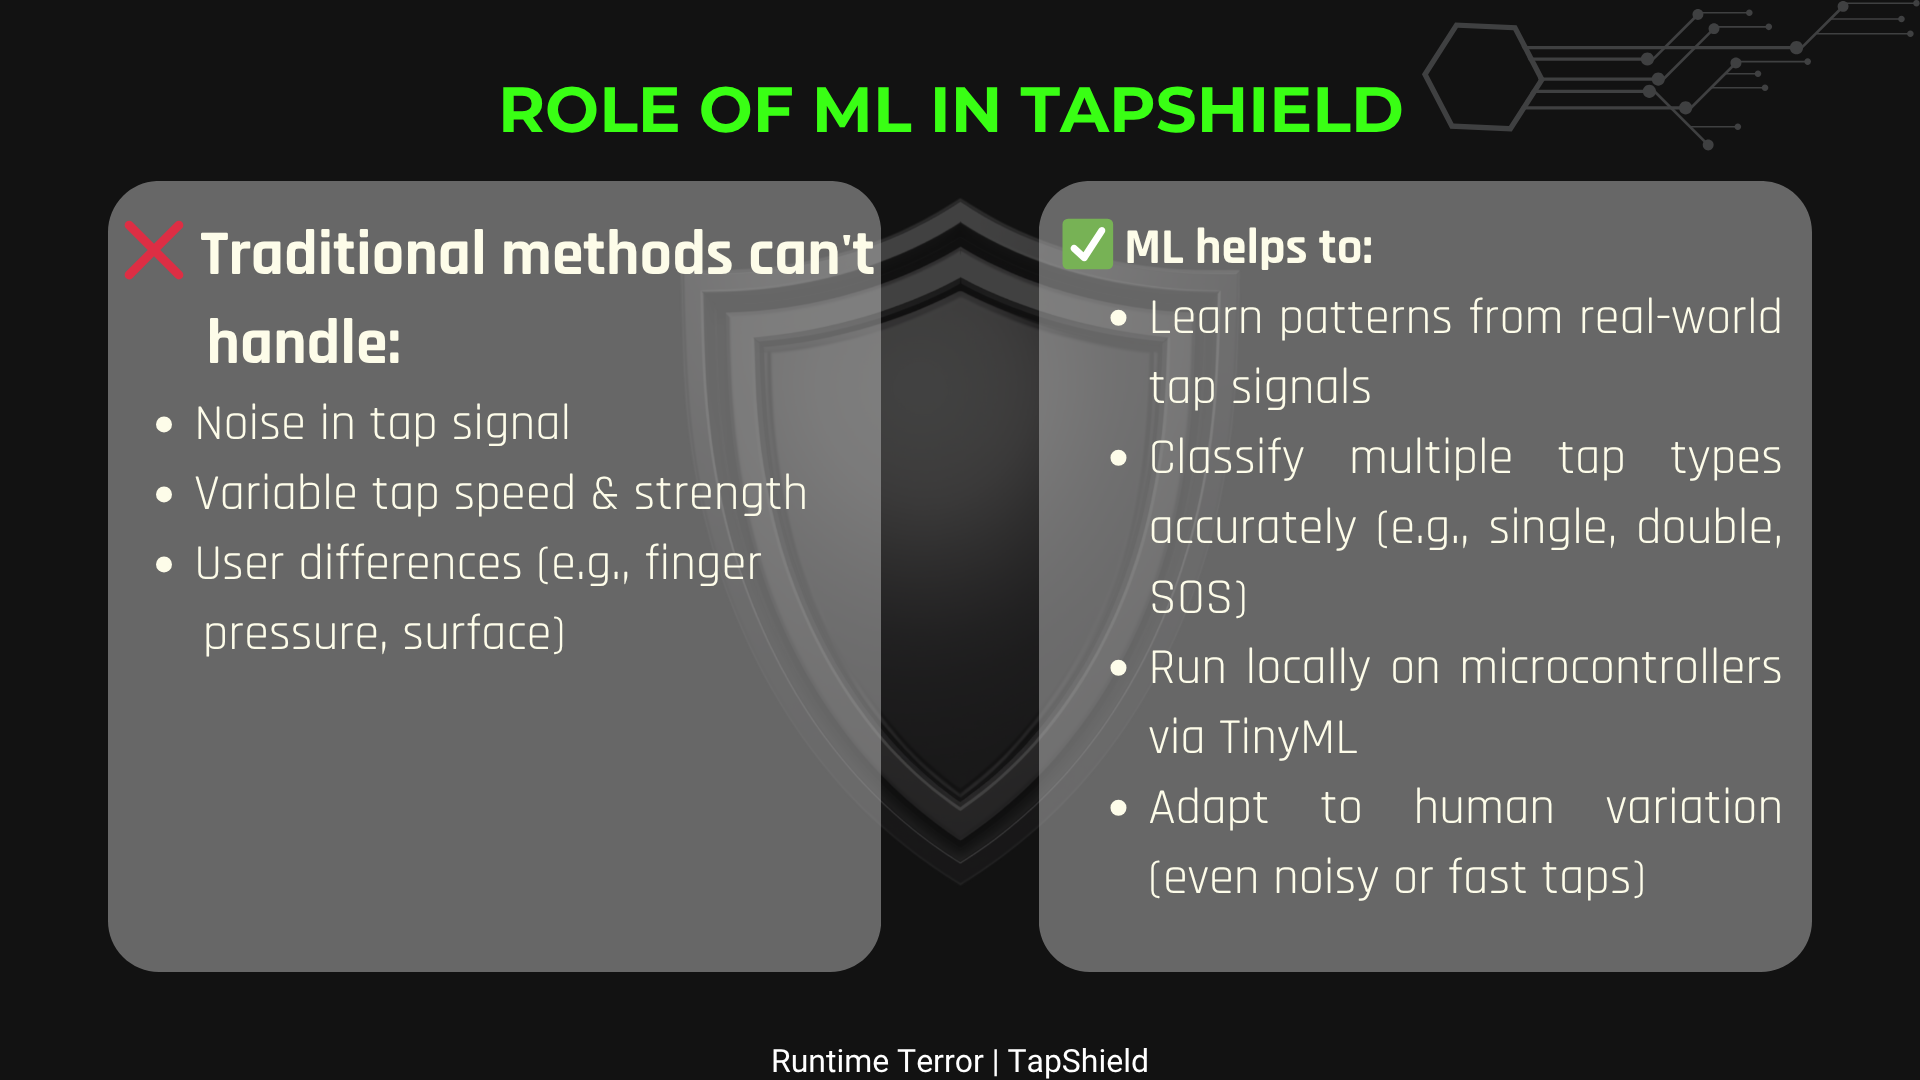 ROLE OF ML IN TAPSHIELD
❌ Traditional methods can't
handle:
• Noise in tap signal
• Variable tap speed & strength
• User differences (e.g., finger
pressure, surface)
✅ ML helps to:
• Learn patterns from real-world
tap signals
• Classify multiple tap types
accurately (e.g., single, double,
SOS)
• Run locally on microcontrollers
via TinyML
• Adapt to human variation
(even noisy or fast taps)
Runtime Terror | TapShield